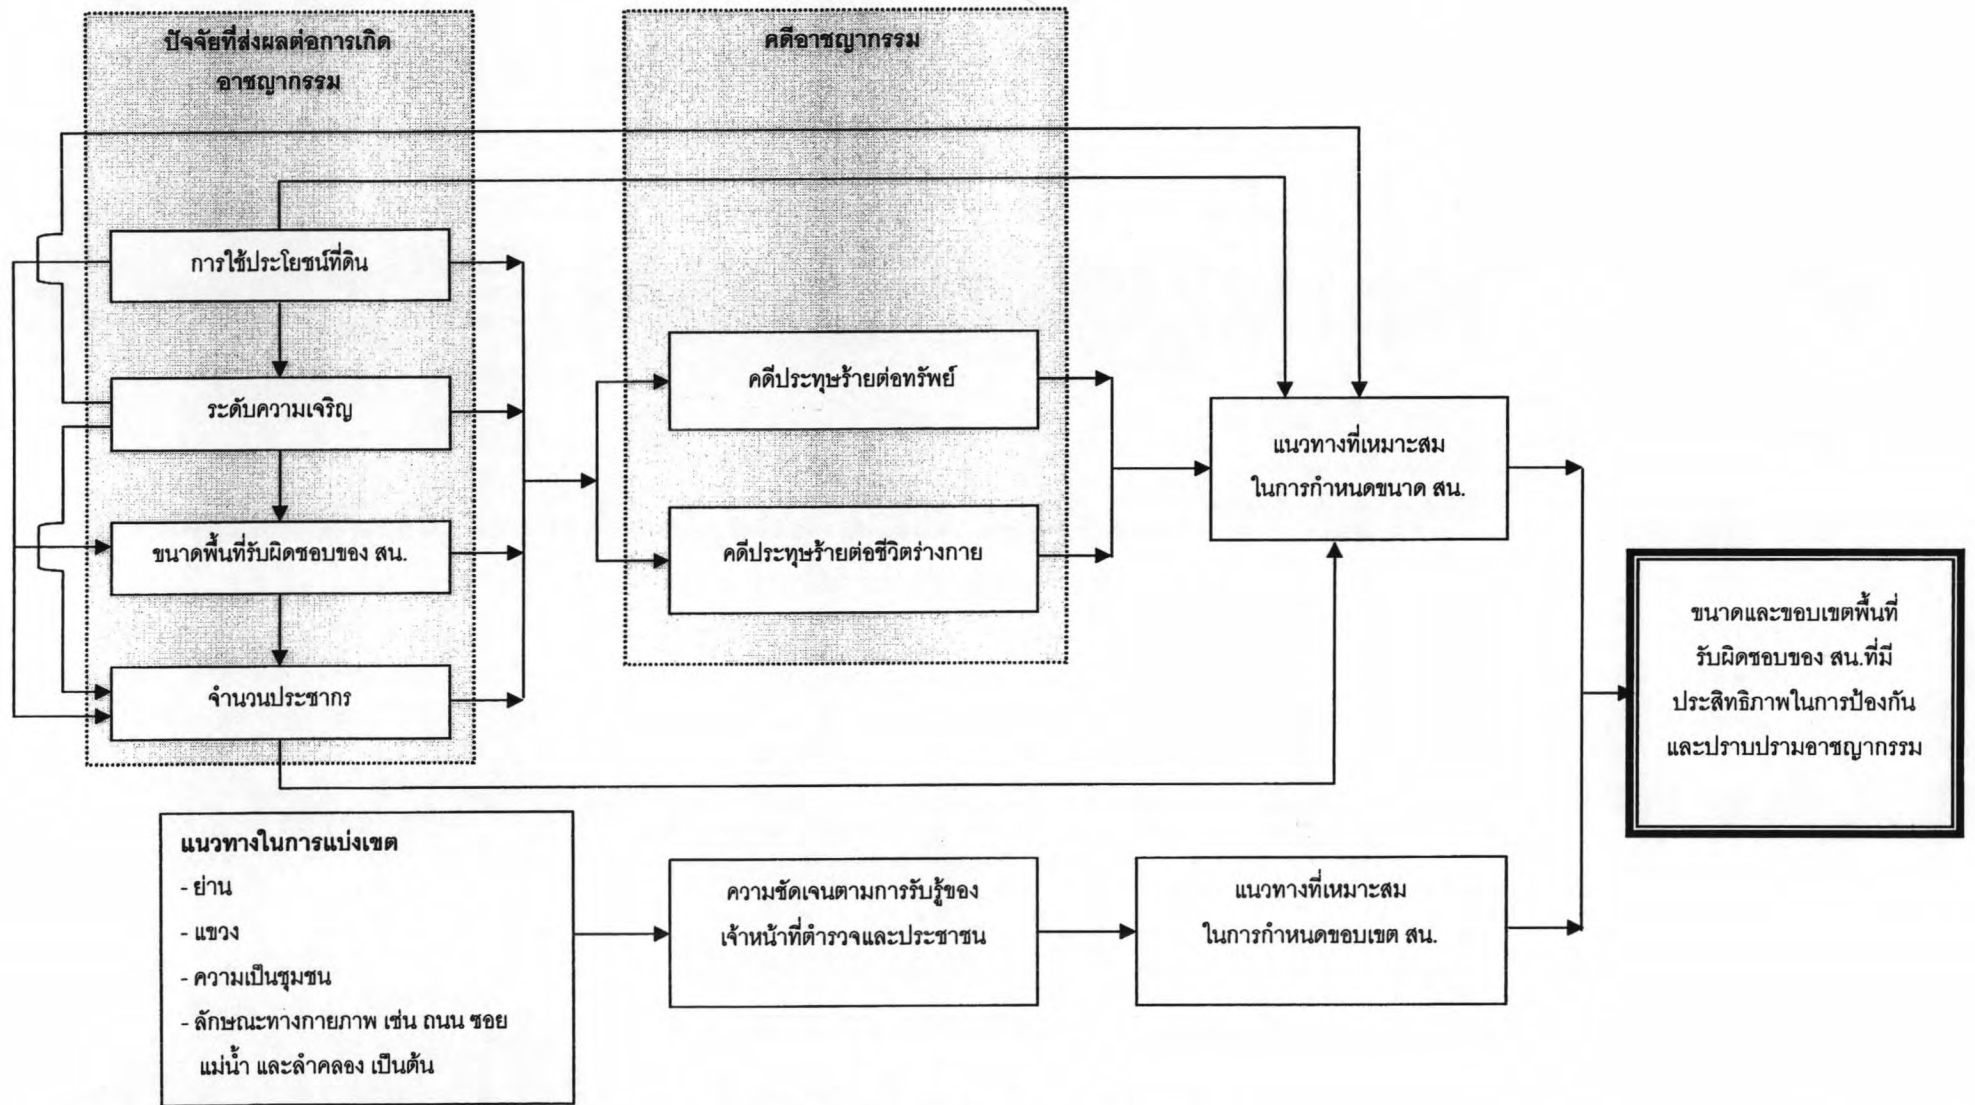 ปัจจัยที่ส่งผลต่อการเกิด
อาชญากรรม
การใช้ประโยชน์ที่ดิน
ระดับความเจริญ
ขนาดพื้นที่รับผิดชอบของ สน.
จำนวนประชากร
คดีอาชญากรรม
คดีประทุษร้ายต่อทรัพย์
คดีประทุษร้ายต่อชีวิตร่างกาย
แนวทางที่เหมาะสม
ในการกำหนดขนาด สน.
แนวทางในการแบ่งเขต
- ย่าน
- แขวง
- ความเป็นชุมชน
- ลักษณะทางกายภาพ เช่น ถนน ซอย
แม่น้ำ และลำคลอง เป็นต้น
ความชัดเจนตามการรับรู้ของ
เจ้าหน้าที่ตำรวจและประชาชน
แนวทางที่เหมาะสม
ในการกำหนดขอบเขต สน.
ขนาดและขอบเขตพื้นที่
รับผิดชอบของ สน.ที่มี
ประสิทธิภาพในการป้องกัน
และปราบปรามอาชญากรรม